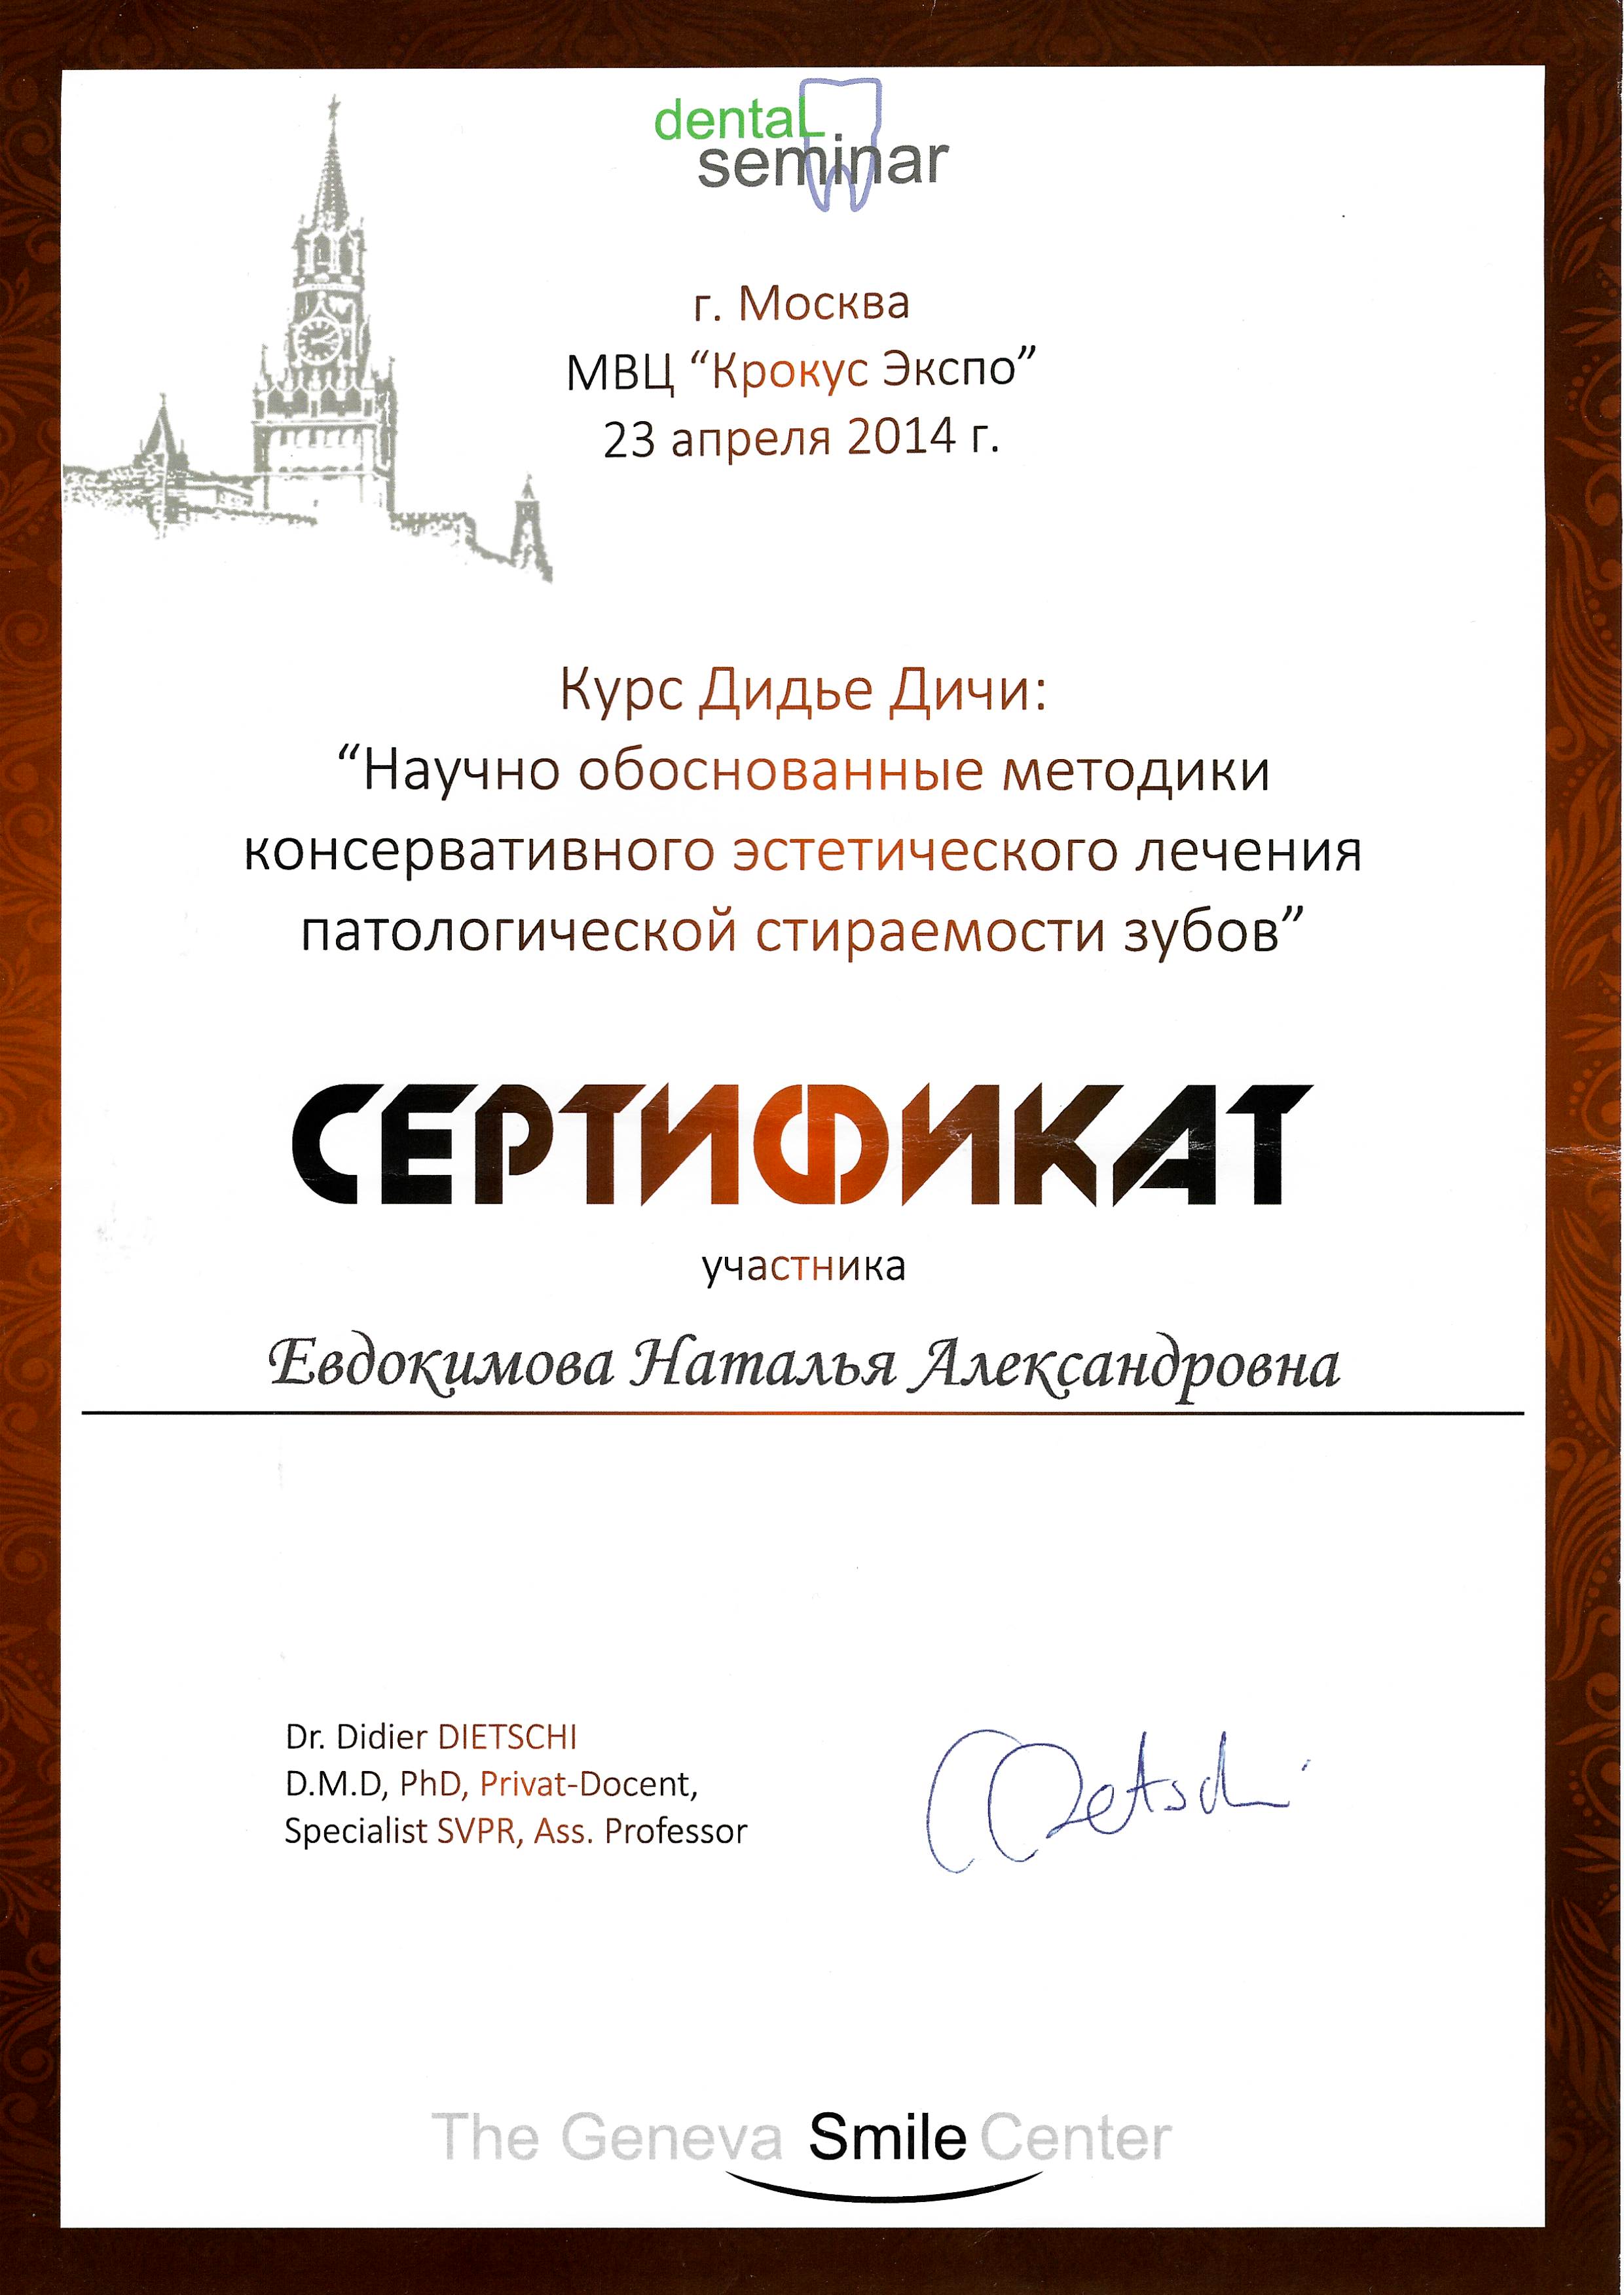 dental
seminar
г. Москва
МВЦ “Крокус Экспо”
23 апреля 2014 г.
Курс Дидье Дичи:
“Научно обоснованные методики
консервативного эстетического лечения
патологической стираемости зубов”
СЕРТИФИКАТ
участника
Евдокимова Наталья Александровна
Dr. Didier DIETSCHI
D.M.D, PhD, Privat-Docent,
Specialist SVPR, Ass. Professor
The Geneva Smile Center